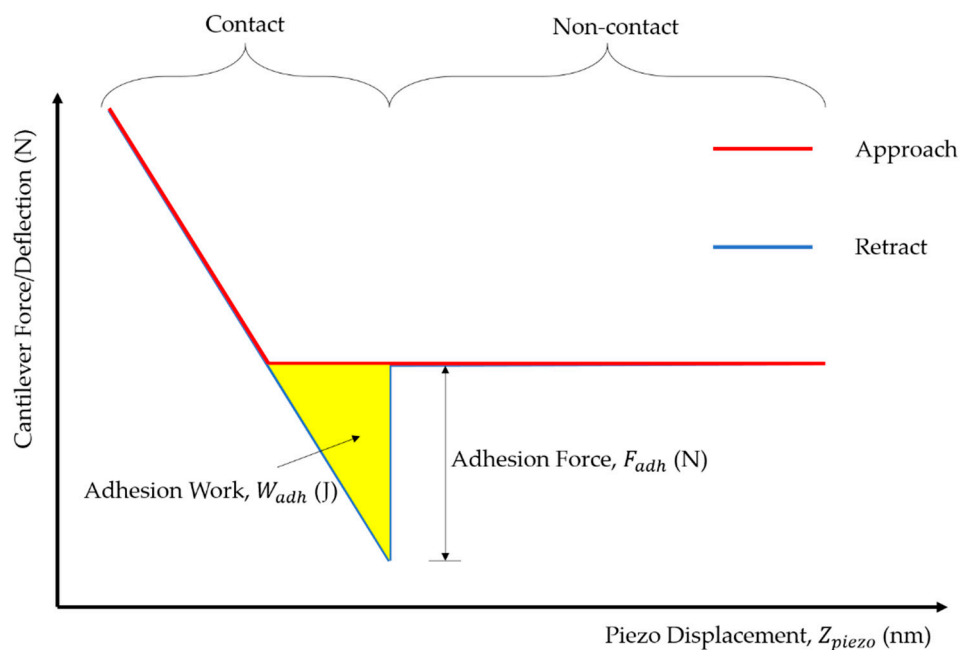 Contact
Non-contact
Cantilever Force/Deflection (N)
Approach
Retract
Adhesion Force, F_adh (N)
Adhesion Work, W_adh (J)
Piezo Displacement, Z_piezo (nm)